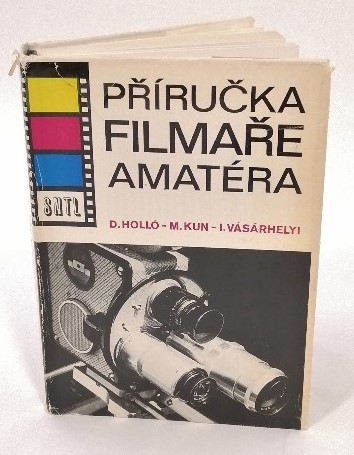 PŘÍRUČKA
FILMAŘE
AMATÉRA
SNTL
D.HOLLÓ - M.KUN - I.VÁSÁRHELYI